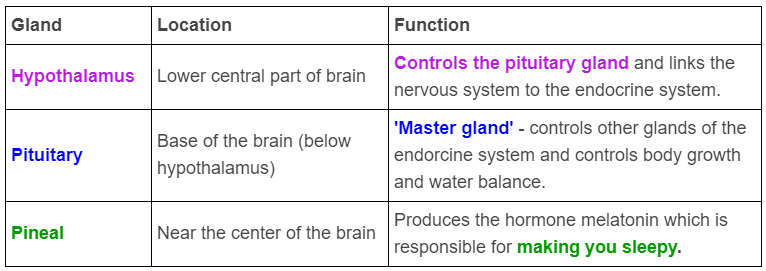 Gland Location Function
Hypothalamus Lower central part of brain Controls the pituitary gland and links the
nervous system to the endocrine system.
Pituitary Base of the brain (below
hypothalamus)
'Master gland' - controls other glands of the
endorcine system and controls body growth
and water balance.
Pineal Near the center of the brain Produces the hormone melatonin which is
responsible for making you sleepy.